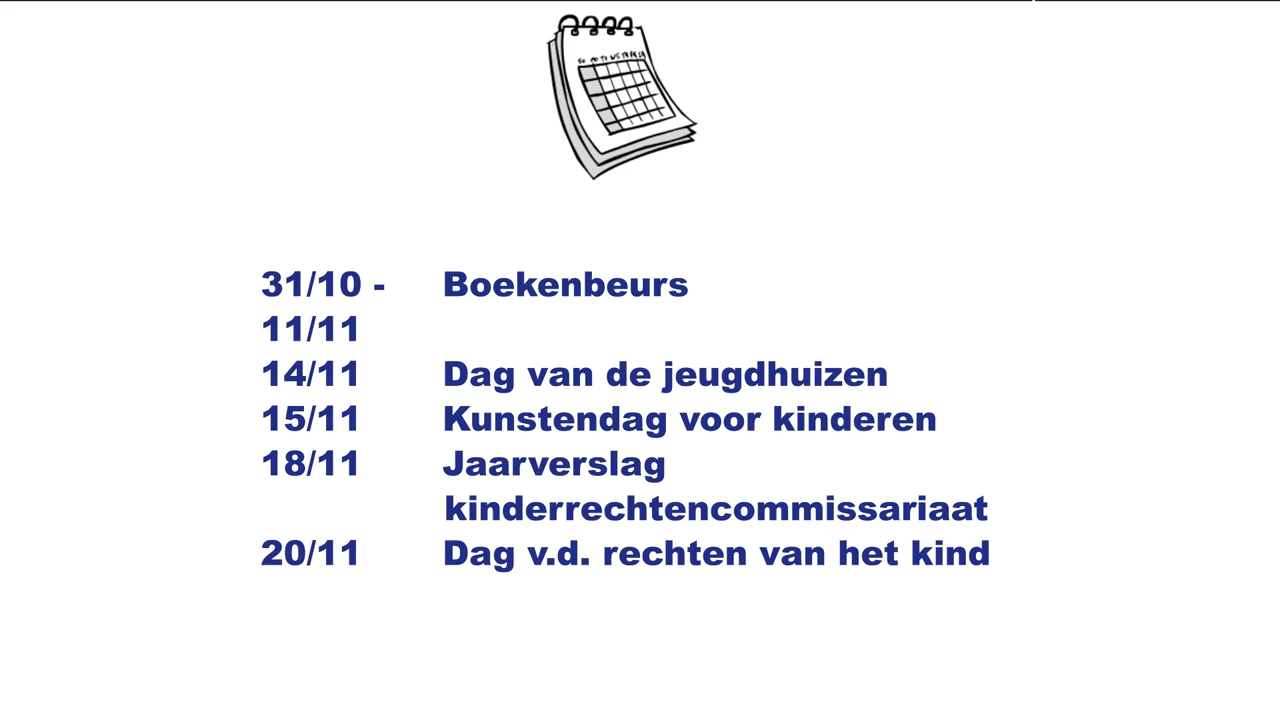 31/10 - Boekenbeurs
11/11
14/11 Dag van de jeugdhuizen
15/11 Kunstendag voor kinderen
18/11 Jaarverslag
kinderrechtencommissariaat
20/11 Dag v.d. rechten van het kind